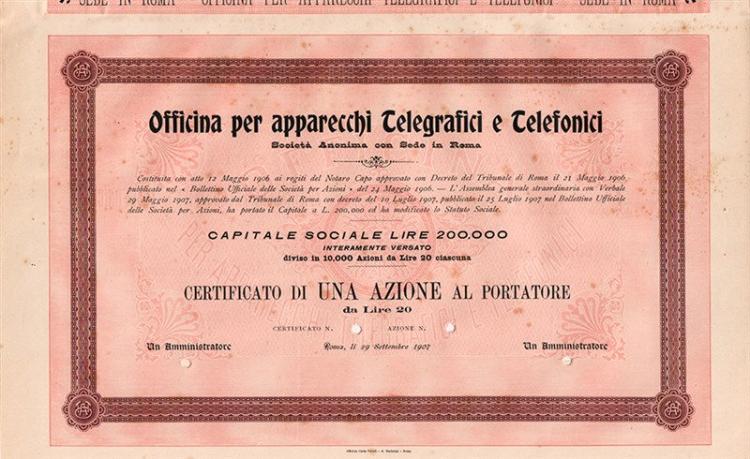 SEDE IN ROMA - OFFICINA PER APPARECCHI TELEGRAFICI E TELEFONICI - SEDE IN ROMA
Officina per apparecchi Telegrafici e Telefonici
Società Anonima con Sede in Roma
Costituita con atto 12 Maggio 1906 ai rogiti del Notaro Capo approvato con Decreto del Tribunale di Roma il 21 Maggio 1906,
pubblicato nel « Bollettino Ufficiale delle Società per Azioni » del 24 Maggio 1906. — L'Assemblea generale straordinaria con Verbale
29 Maggio 1907, approvato dal Tribunale di Roma con decreto del 10 Luglio 1907, pubblicato il 25 Luglio 1907 nel Bollettino Ufficiale
delle Società per Azioni, ha portato il Capitale a L. 200,000 ed ha modificato lo Statuto Sociale.
CAPITALE SOCIALE LIRE 200.000
INTERAMENTE VERSATO
diviso in 10,000 Azioni da Lire 20 ciascuna
CERTIFICATO DI UNA AZIONE AL PORTATORE
da Lire 20
CERTIFICATO N. AZIONE N.
Un Amministratore Roma, li 29 Settembre 1907 Un Amministratore